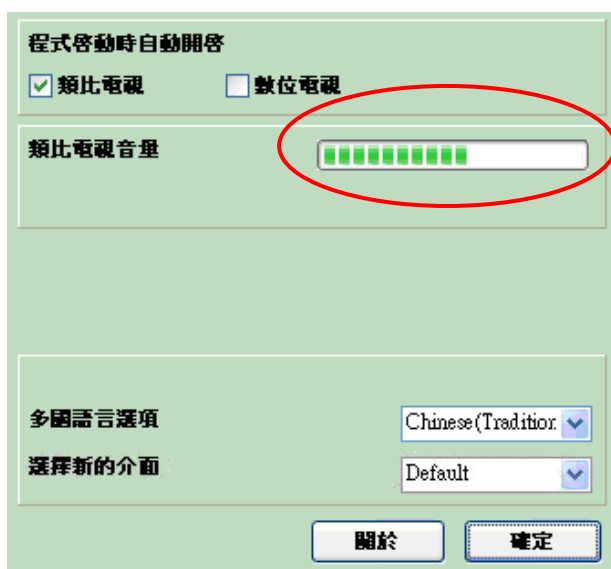 程式啓動時自動開啓
類比電視 數位電視
類比電視音量
多國語言選項 Chinese(Tradition
選擇新的介面 Default
關於 確定